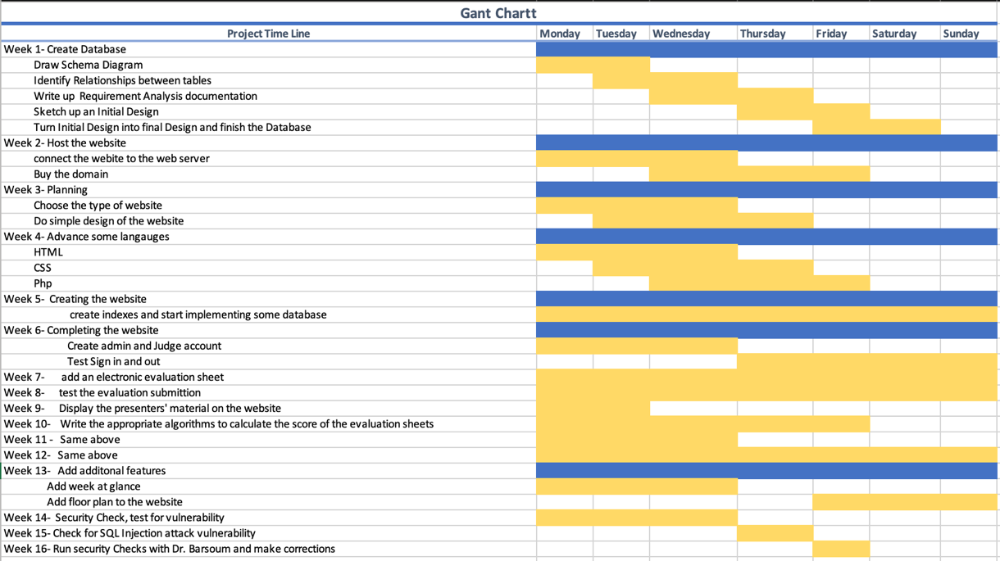 Gant Chartt
Project Time Line Monday Tuesday Wednesday Thursday Friday Saturday Sunday
Week 1- Create Database
Draw Schema Diagram
Identify Relationships between tables
Write up Requirement Analysis documentation
Sketch up an Initial Design
Turn Initial Design into final Design and finish the Database
Week 2- Host the website
connect the webite to the web server
Buy the domain
Week 3- Planning
Choose the type of website
Do simple design of the website
Week 4- Advance some langauges
HTML
CSS
Php
Week 5- Creating the website
create indexes and start implementing some database
Week 6- Completing the website
Create admin and Judge account
Test Sign in and out
Week 7- add an electronic evaluation sheet
Week 8- test the evaluation submittion
Week 9- Display the presenters' material on the website
Week 10- Write the appropriate algorithms to calculate the score of the evaluation sheets
Week 11 - Same above
Week 12- Same above
Week 13- Add additonal features
Add week at glance
Add floor plan to the website
Week 14- Security Check, test for vulnerability
Week 15- Check for SQL Injection attack vulnerability
Week 16- Run security Checks with Dr. Barsoum and make corrections